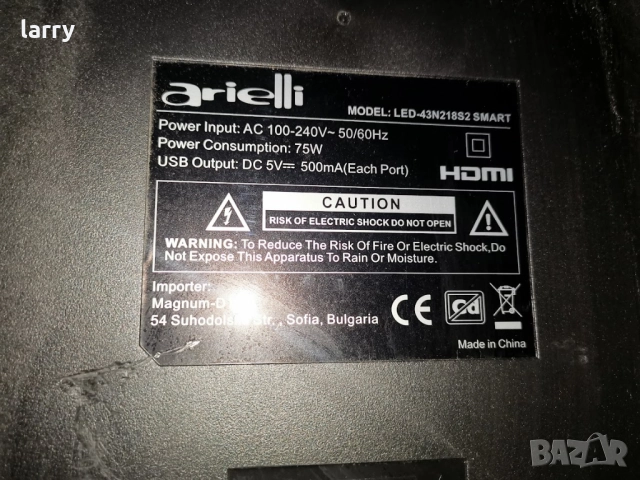 larry
arielli
MODEL: LED-43N218S2 SMART
Power Input: AC 100-240V~ 50/60Hz
Power Consumption: 75W
USB Output: DC 5V⎓ 500mA(Each Port)
HDMI
CAUTION
RISK OF ELECTRIC SHOCK DO NOT OPEN
WARNING: To Reduce The Risk Of Fire Or Electric Shock,Do
Not Expose This Apparatus To Rain Or Moisture.
Importer:
Magnum-D
54 Suhodolska Str. , Sofia, Bulgaria
CE
Cd
Made in China
BAZAR